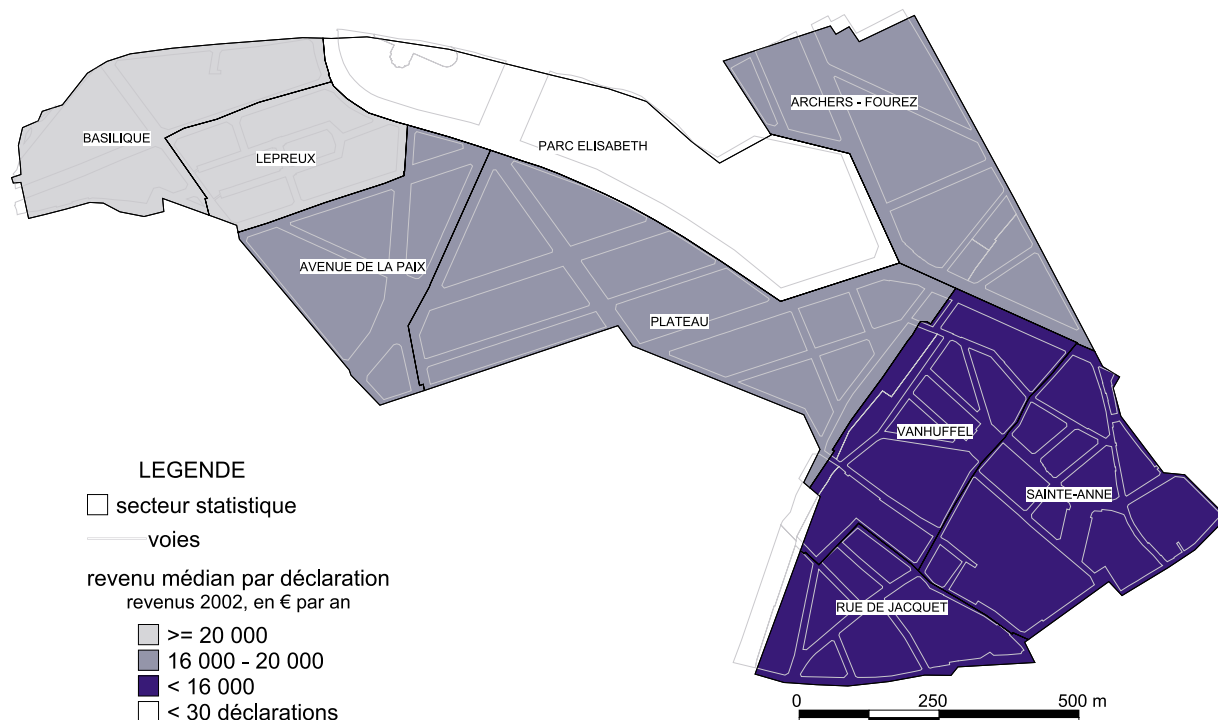 ARCHERS - FOUREZ
BASILIQUE
PARC ELISABETH
LEPREUX
AVENUE DE LA PAIX
PLATEAU
VANHUFFEL
SAINTE-ANNE
RUE DE JACQUET
LEGENDE
secteur statistique
voies
revenu médian par déclaration
revenus 2002, en € par an
>= 20 000
16 000 - 20 000
< 16 000
< 30 déclarations
0 250 500 m